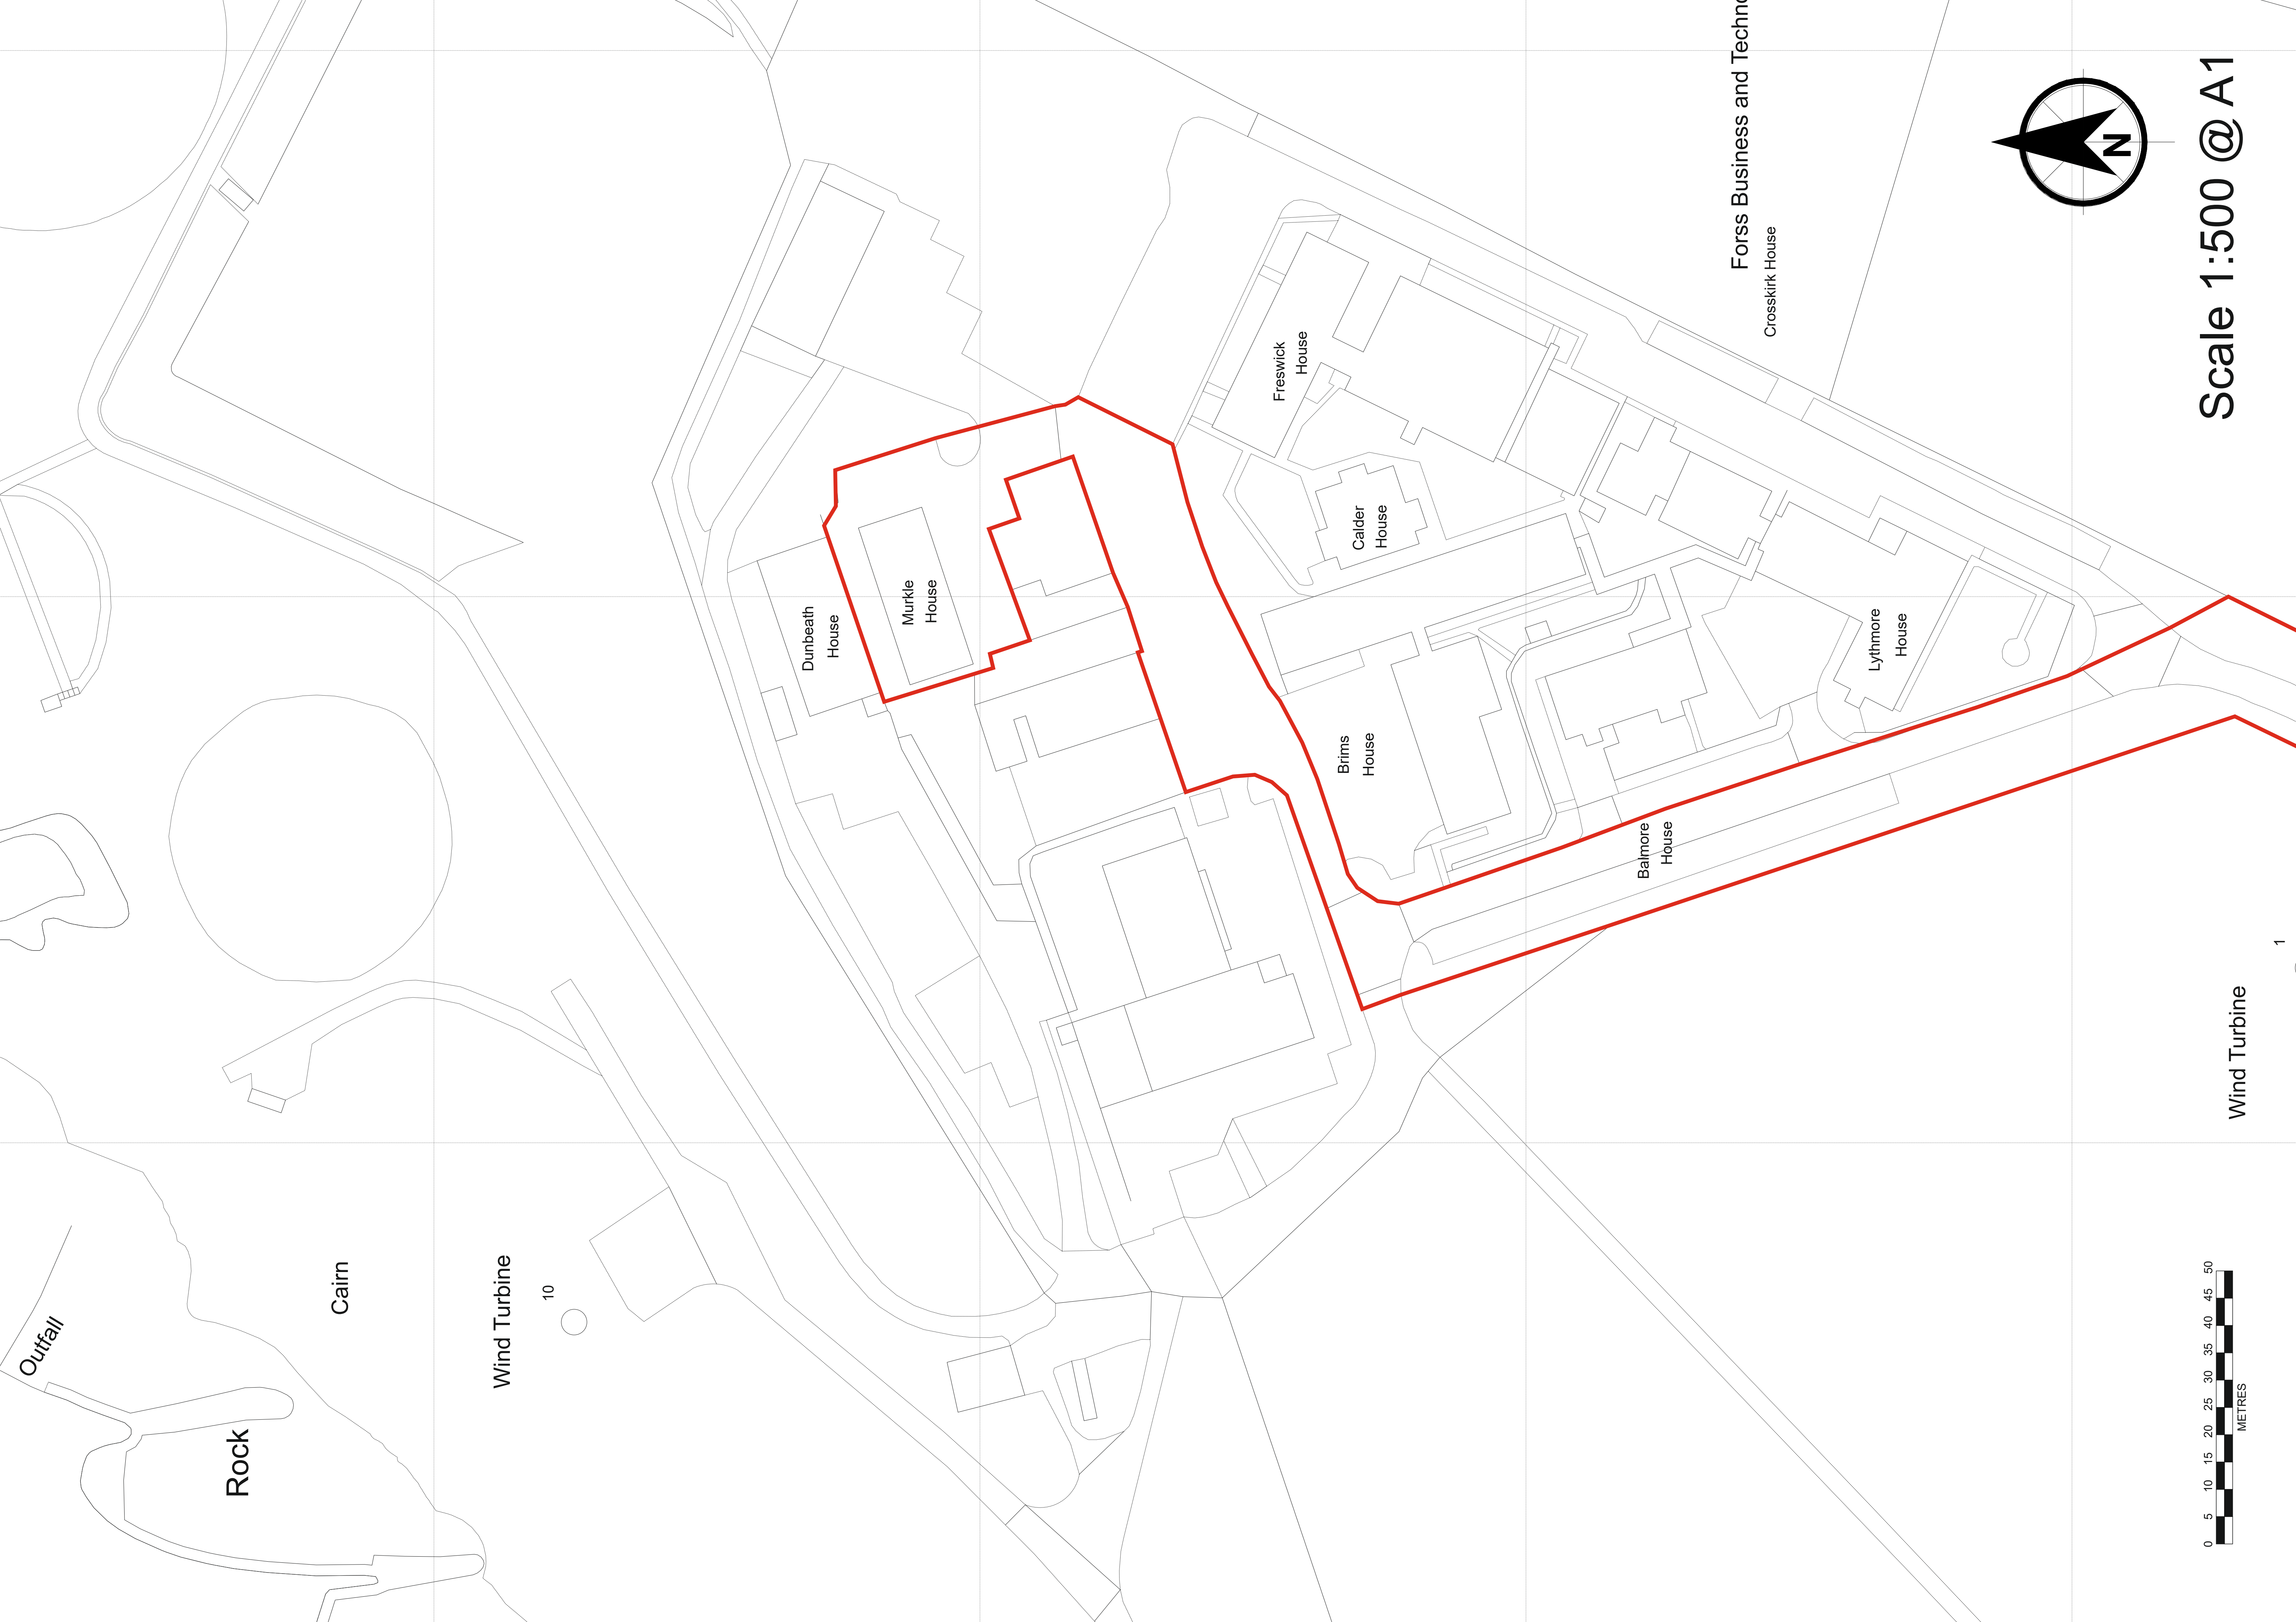 Forss Business and Techno
Crosskirk House
N
Scale 1:500 @ A1
Freswick
House
Calder
House
Murkle
House
Dunbeath
House
Lythmore
House
Brims
House
Balmore
House
Wind Turbine
1
Wind Turbine
10
Cairn
Outfall
Rock
0 5 10 15 20 25 30 35 40 45 50
METRES